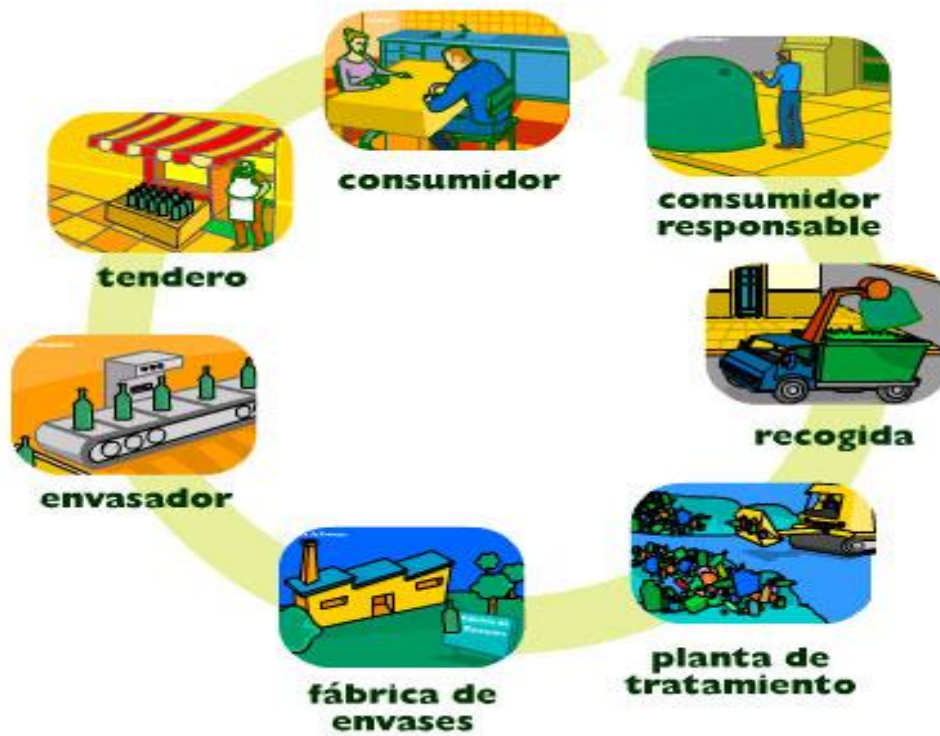 consumidor
consumidor
responsable
recogida
planta de
tratamiento
fábrica de
envases
envasador
tendero